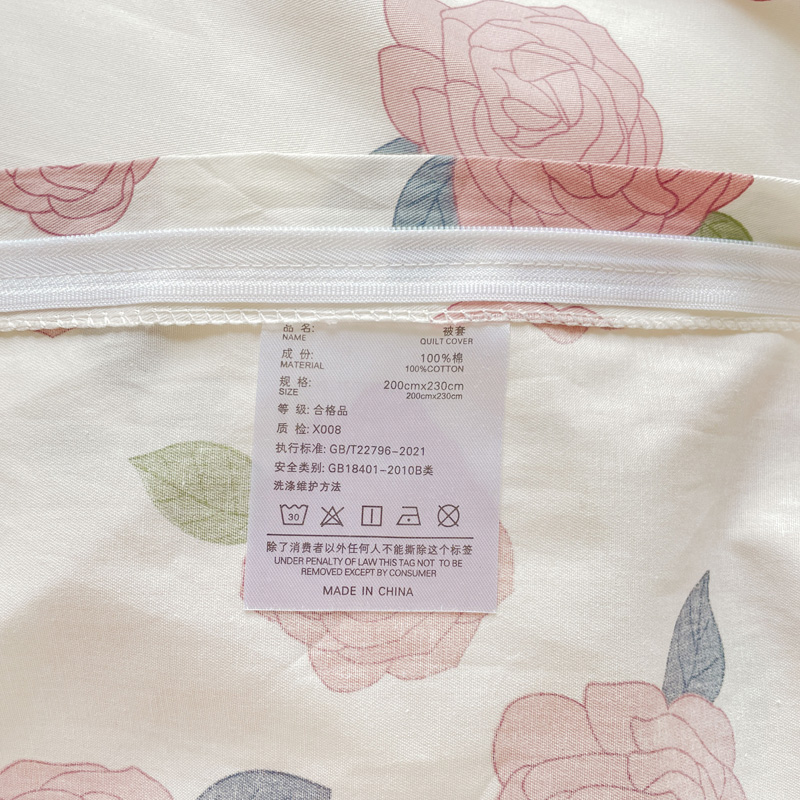 品 名: 被套
NAME QUILT COVER
成 份: 100%棉
MATERIAL 100%COTTON
规 格: 200cmx230cm
SIZE 200cmx230cm
等 级: 合格品
质 检: X008
执行标准: GB/T22796-2021
安全类别: GB18401-2010B类
洗涤维护方法
30
除了消费者以外任何人不能撕除这个标签
UNDER PENALTY OF LAW THIS TAG NOT TO BE
REMOVED EXCEPT BY CONSUMER
MADE IN CHINA